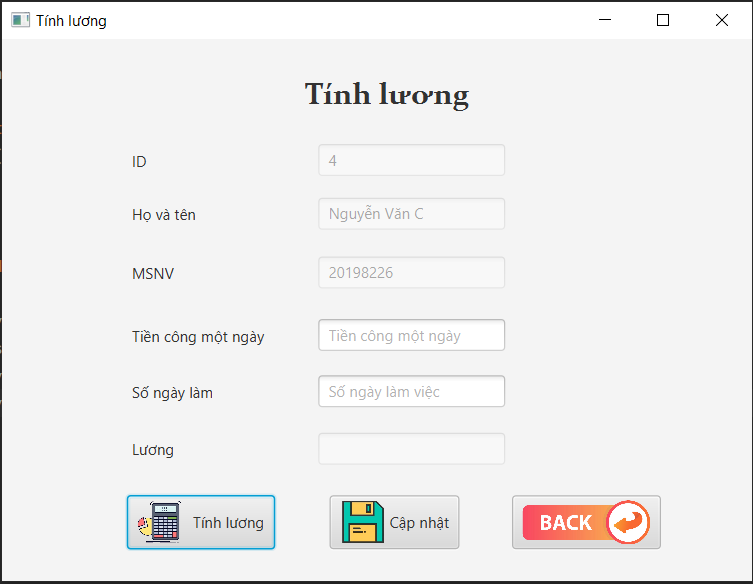 Tính lương
Tính lương
ID 4
Họ và tên Nguyễn Văn C
MSNV 20198226
Tiền công một ngày Tiền công một ngày
Số ngày làm Số ngày làm việc
Lương
Tính lương Cập nhật BACK